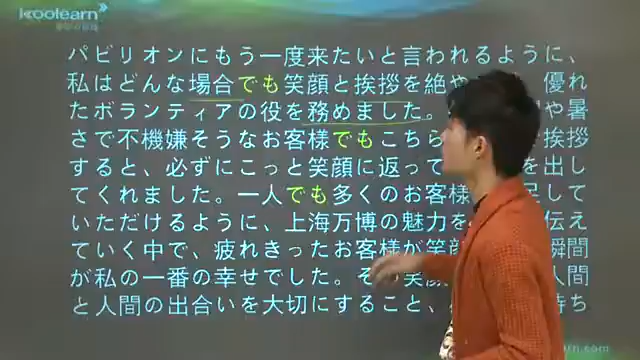 koolearn
パビリオンにもう一度来たいと言われるように、
私はどんな場合でも笑顔と挨拶を絶や 優れ
たボランティアの役を務めました。 や暑
さで不機嫌そうなお客様でもこちら 挨拶
すると、必ずにこっと笑顔に返って を出し
てくれました。一人でも多くのお客様 足して
いただけるように、上海万博の魅力を 伝え
ていく中で、疲れきったお客様が笑 瞬間
が私の一番の幸せでした。そ 笑 人間
と人間の出合いを大切にすること、 持ち